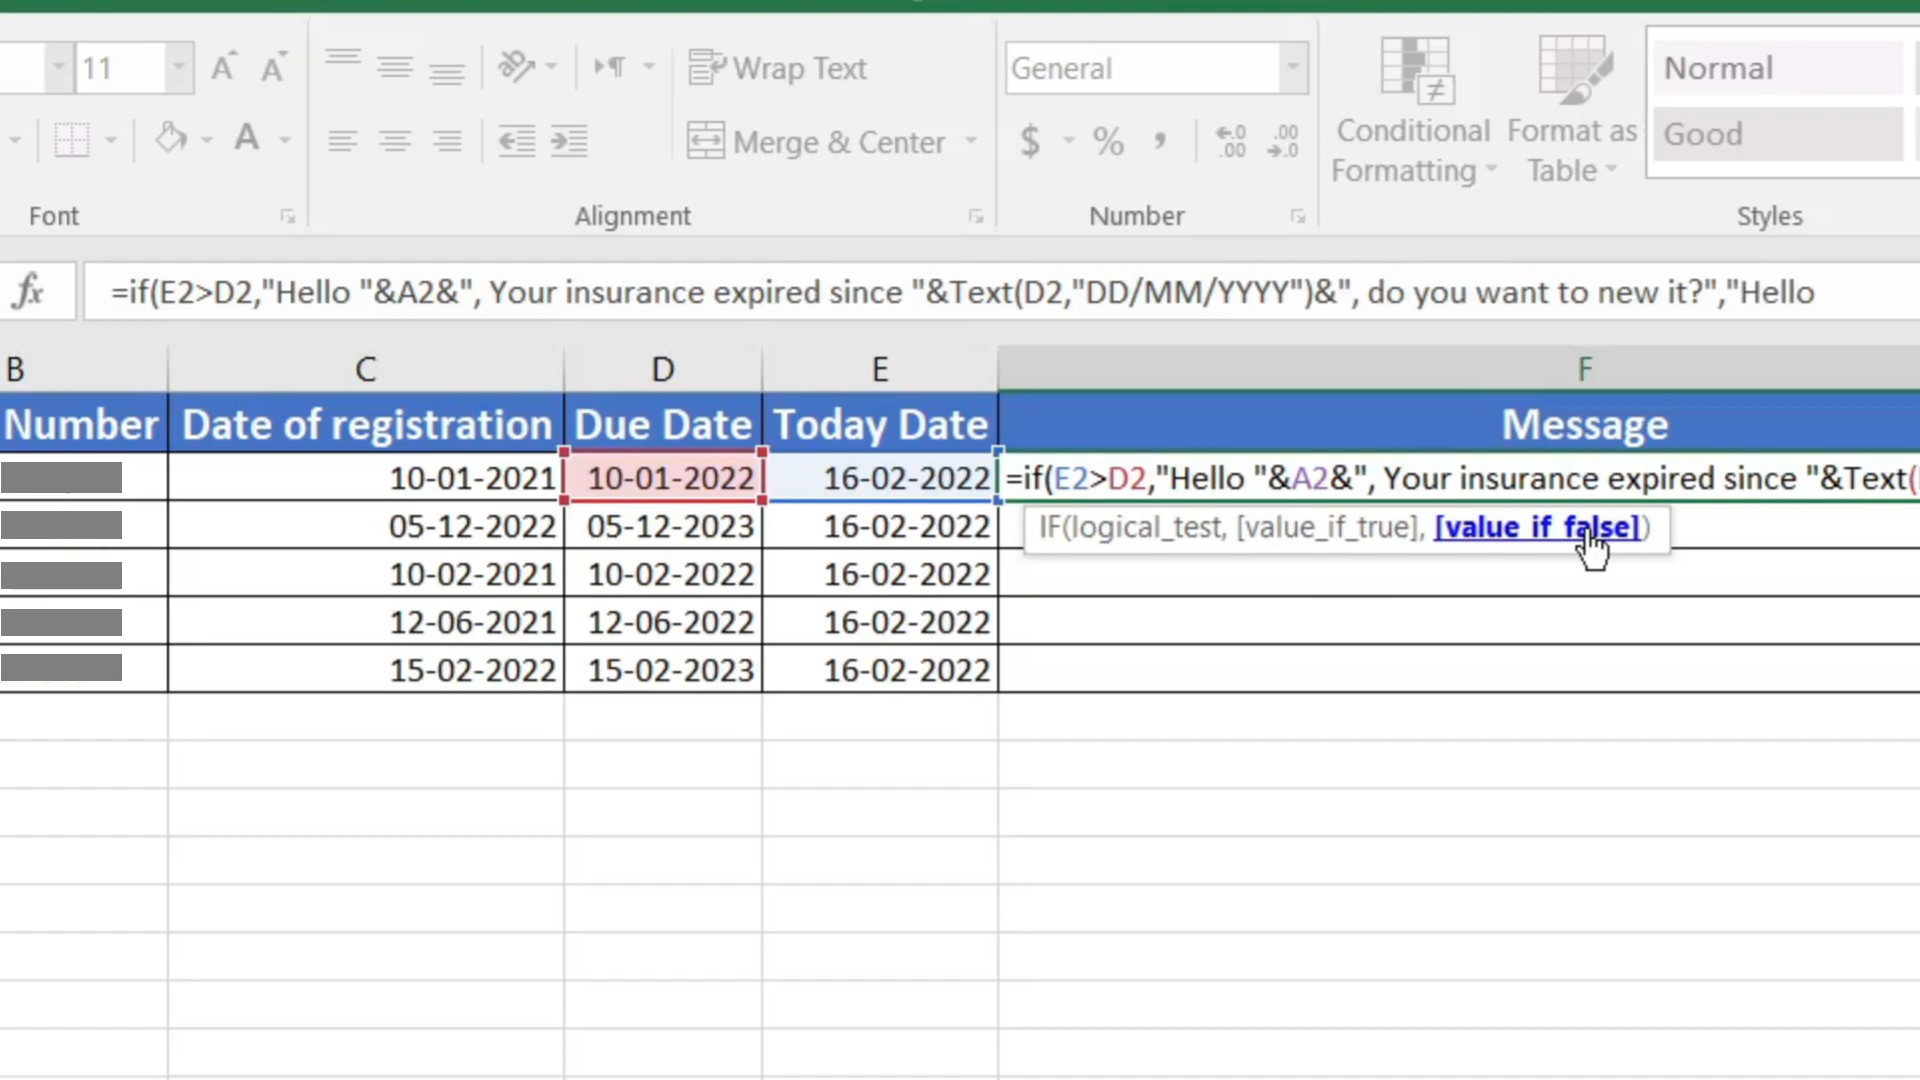 11
A A
Wrap Text
General
A
Merge & Center
$ % , .0 .00 .00 .0
Conditional Formatting
Format as Table
Normal
Good
Font
Alignment
Number
Styles
fx =if(E2>D2,"Hello "&A2&", Your insurance expired since "&Text(D2,"DD/MM/YYYY")&", do you want to new it?","Hello
B C D E F
Number Date of registration Due Date Today Date Message
10-01-2021 10-01-2022 16-02-2022 =if(E2>D2,"Hello "&A2&", Your insurance expired since "&Text(
IF(logical_test, [value_if_true], [value_if_false])
05-12-2022 05-12-2023 16-02-2022
10-02-2021 10-02-2022 16-02-2022
12-06-2021 12-06-2022 16-02-2022
15-02-2022 15-02-2023 16-02-2022